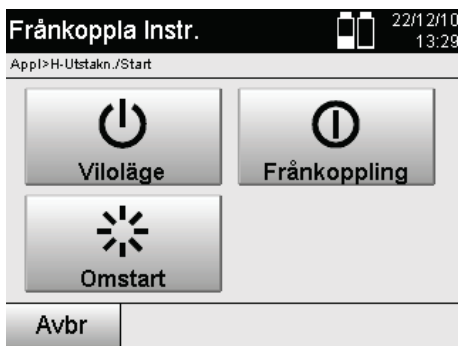 Frånkoppla Instr.
22/12/10
13:29
Appl>H-Utstakn./Start
Viloläge
Frånkoppling
Omstart
Avbr